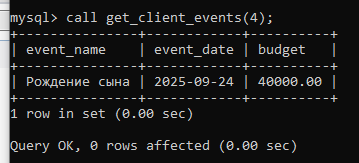 mysql> call get_client_events(4);
+---------------+------------+----------+
| event_name    | event_date | budget   |
+---------------+------------+----------+
| Рождение сына | 2025-09-24 | 40000.00 |
+---------------+------------+----------+
1 row in set (0.00 sec)
Query OK, 0 rows affected (0.00 sec)